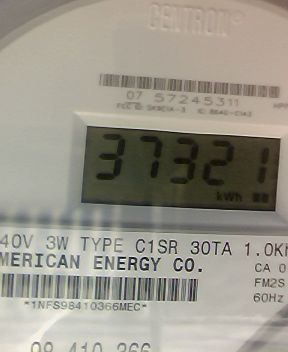 CENTRON®
07 57245311
37321
kWh
40V 3W TYPE C1SR 30TA 1.0K
MERICAN ENERGY CO.
CA 0
FM2S
60Hz
*1NFS98410366MEC*
98 410 366